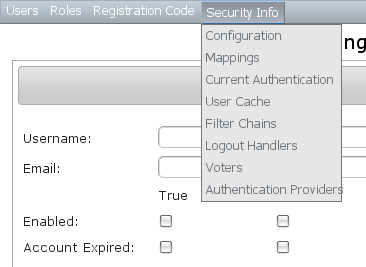 Users Roles Registration Code Security Info
ng
Configuration
Mappings
Current Authentication
User Cache
Filter Chains
Logout Handlers
Voters
Authentication Providers
Username:
Email:
True
Enabled:
Account Expired: